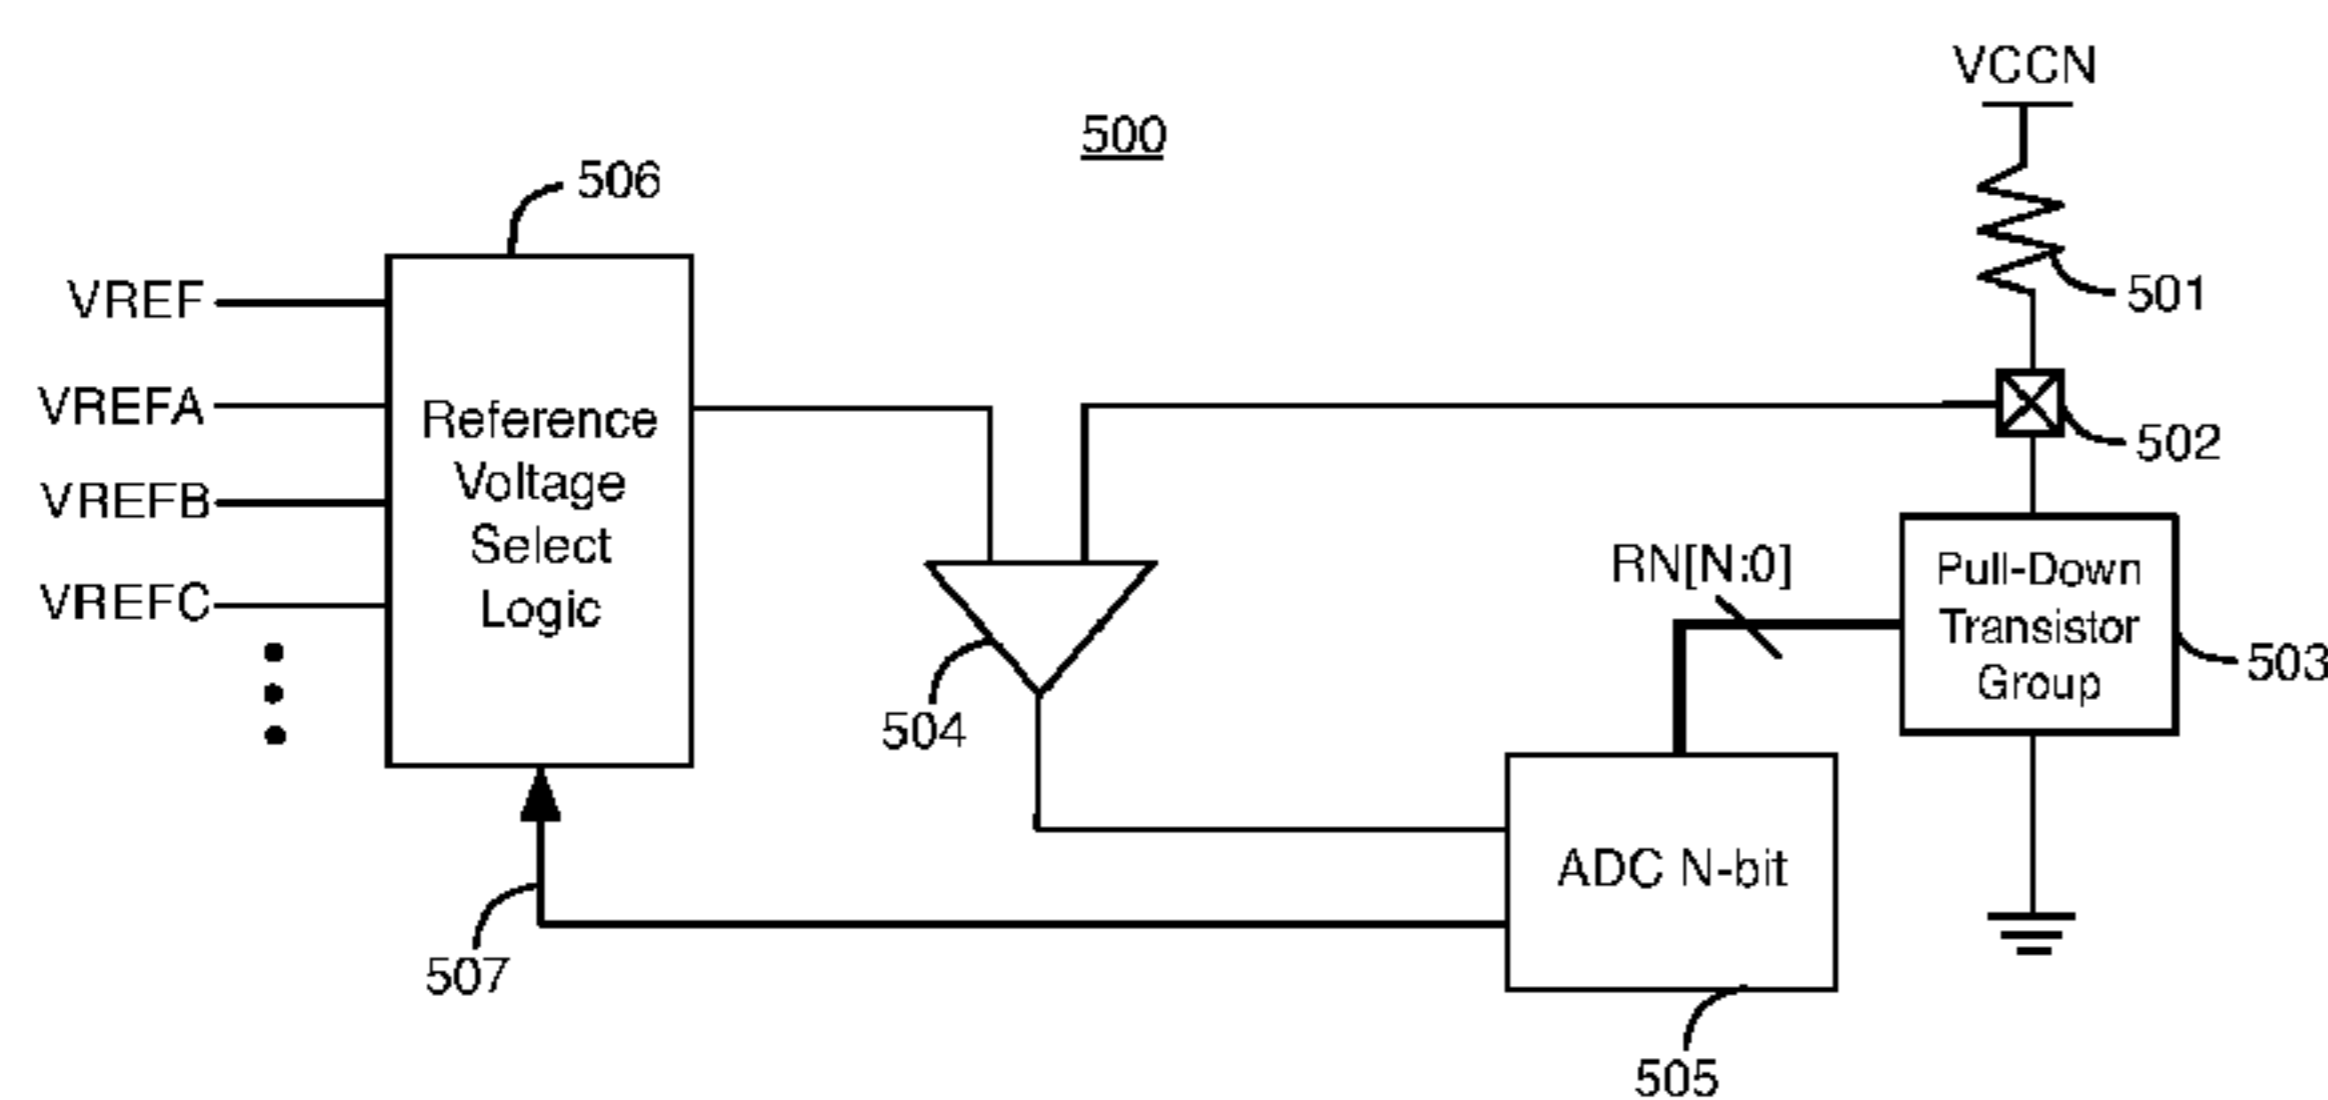 VCCN
500
506
VREF
501
VREFA
Reference
Voltage
Select
Logic
502
VREFB
RN[N:0]
Pull-Down
Transistor
Group
VREFC
503
504
ADC N-bit
507
505